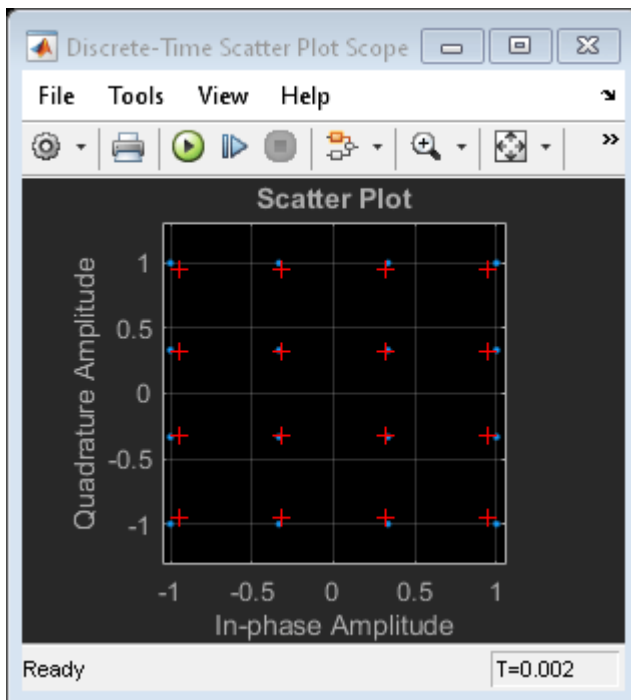 Discrete-Time Scatter Plot Scope
File Tools View Help
Scatter Plot
Quadrature Amplitude
1
0.5
0
-0.5
-1
-1 -0.5 0 0.5 1
In-phase Amplitude
Ready T=0.002